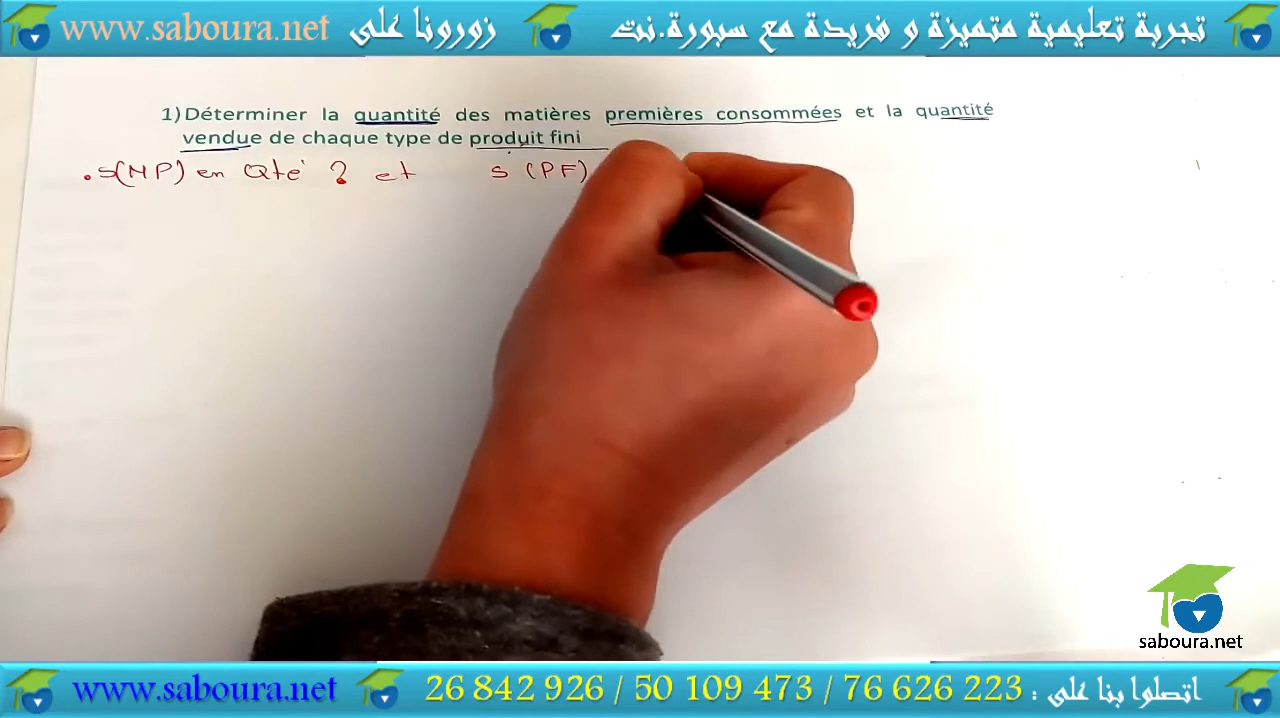 www.saboura.net زورونا على تجربة تعليمية متميزة و فريدة مع سبورة.نت
1)Déterminer la quantité des matières premières consommées et la quantité
vendue de chaque type de produit fini
. S(MP) en Qté ? et S (PF)
saboura.net
www.saboura.net 26 842 926 / 50 109 473 / 76 626 223 : اتصلوا بنا على